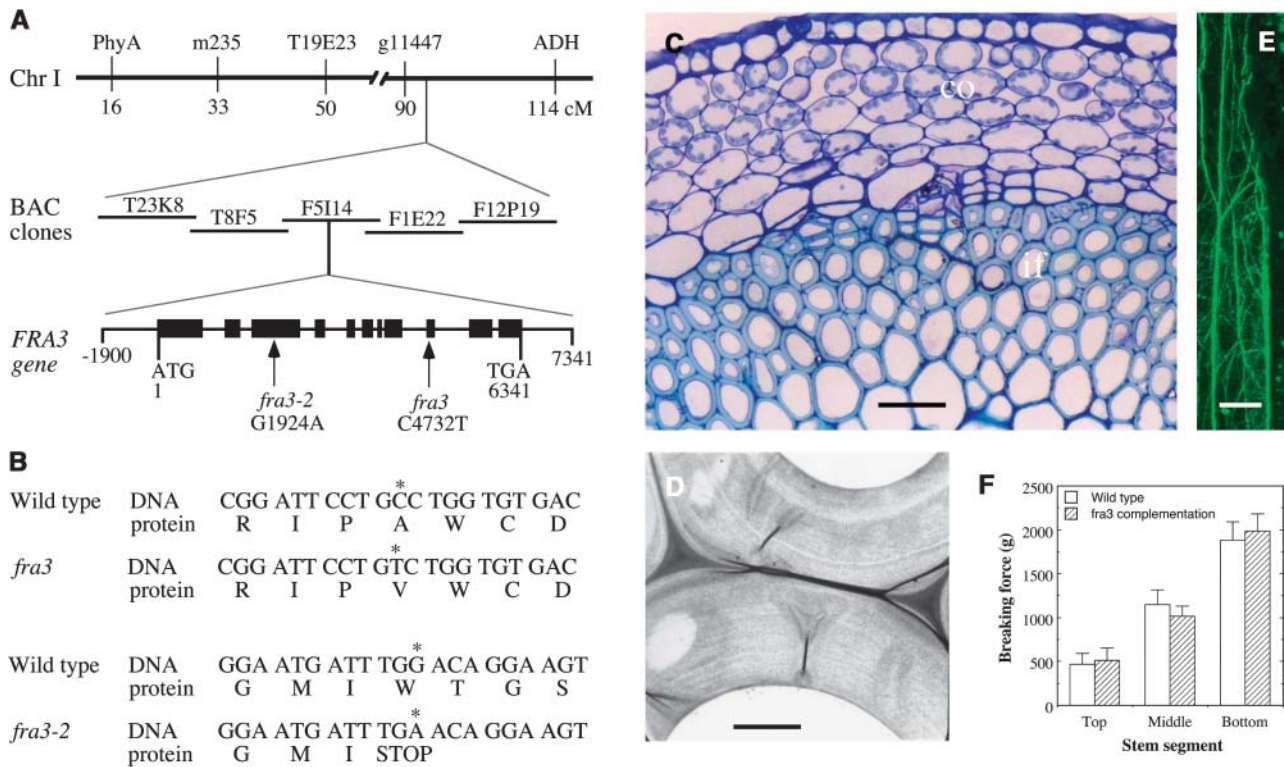 A
PhyA m235 T19E23 g11447 ADH
Chr I
16 33 50 90 114 cM
BAC clones
T23K8 T8F5 F5I14 F1E22 F12P19
FRA3 gene
-1900 7341
ATG TGA
1 6341
fra3-2 fra3
G1924A C4732T
B
*
Wild type DNA CGG ATT CCT GCC TGG TGT GAC
protein R I P A W C D
*
fra3 DNA CGG ATT CCT GTC TGG TGT GAC
protein R I P V W C D
*
Wild type DNA GGA ATG ATT TGG ACA GGA AGT
protein G M I W T G S
*
fra3-2 DNA GGA ATG ATT TGA ACA GGA AGT
protein G M I STOP
C
co
if
E
D
F
2500
2000
1500
1000
500
0
Breaking force (g)
Wild type
fra3 complementation
Top Middle Bottom
Stem segment